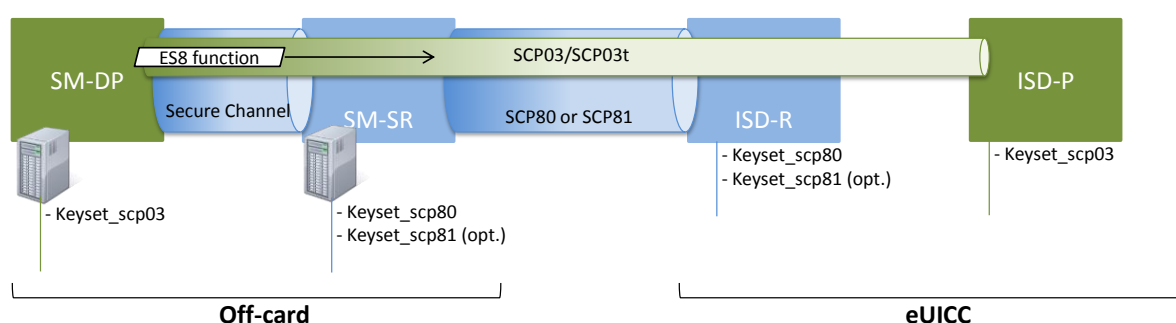 ES8 function
SCP03/SCP03t
SM-DP
ISD-P
Secure Channel
SM-SR
SCP80 or SCP81
ISD-R
- Keyset_scp80
- Keyset_scp81 (opt.)
- Keyset_scp03
- Keyset_scp03
- Keyset_scp80
- Keyset_scp81 (opt.)
Off-card
eUICC